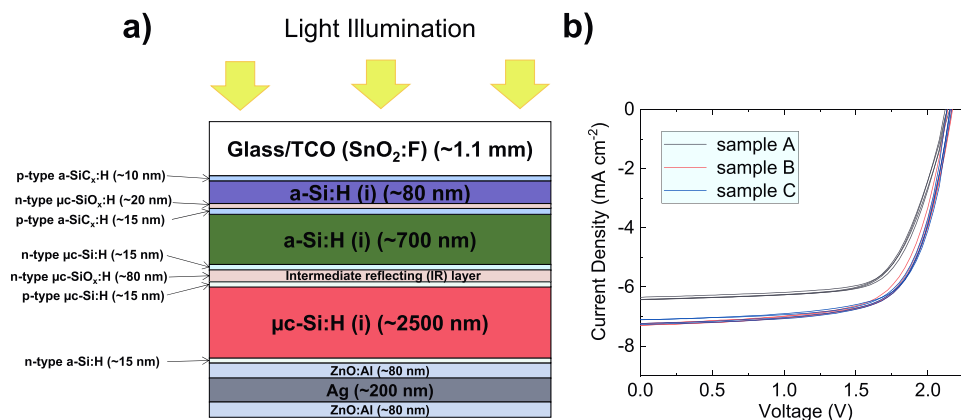 a)
Light Illumination
Glass/TCO (SnO2:F) (~1.1 mm)
p-type a-SiCx:H (~10 nm)
a-Si:H (i) (~80 nm)
n-type µc-SiOx:H (~20 nm)
p-type a-SiCx:H (~15 nm)
a-Si:H (i) (~700 nm)
n-type µc-Si:H (~15 nm)
n-type µc-SiOx:H (~80 nm)
Intermediate reflecting (IR) layer
p-type µc-Si:H (~15 nm)
µc-Si:H (i) (~2500 nm)
n-type a-Si:H (~15 nm)
ZnO:Al (~80 nm)
Ag (~200 nm)
ZnO:Al (~80 nm)
b)
sample A
sample B
sample C
Current Density (mA cm-2)
0
-2
-4
-6
-8
0.0 0.5 1.0 1.5 2.0
Voltage (V)